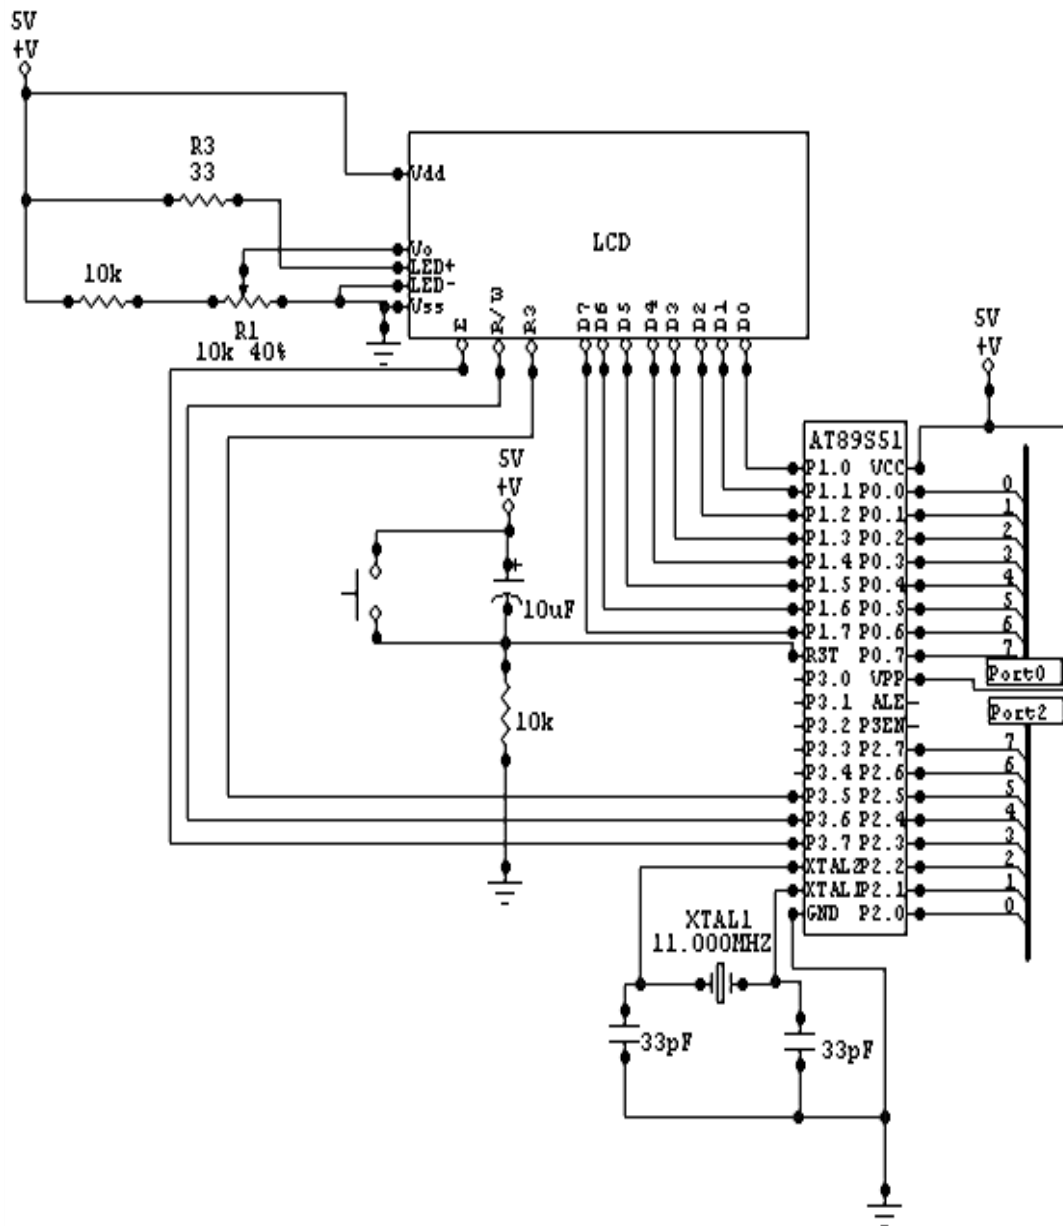 5V
+V
R3
33
Vdd
LCD
Vo
LED+
LED-
Vss
10k
R1
10k 40%
E
R/W
R3
D7
D6
D5
D4
D3
D2
D1
D0
5V
+V
AT89S51
P1.0 VCC
P1.1 P0.0 0
P1.2 P0.1 1
P1.3 P0.2 2
P1.4 P0.3 3
P1.5 P0.4 4
P1.6 P0.5 5
P1.7 P0.6 6
RST P0.7 7
Port0
P3.0 VPP
P3.1 ALE
Port2
P3.2 PSEN
P3.3 P2.7 7
P3.4 P2.6 6
P3.5 P2.5 5
P3.6 P2.4 4
P3.7 P2.3 3
XTAL2 P2.2 2
XTAL1 P2.1 1
GND P2.0 0
5V
+V
+
10uF
10k
XTAL1
11.000MHZ
33pF
33pF